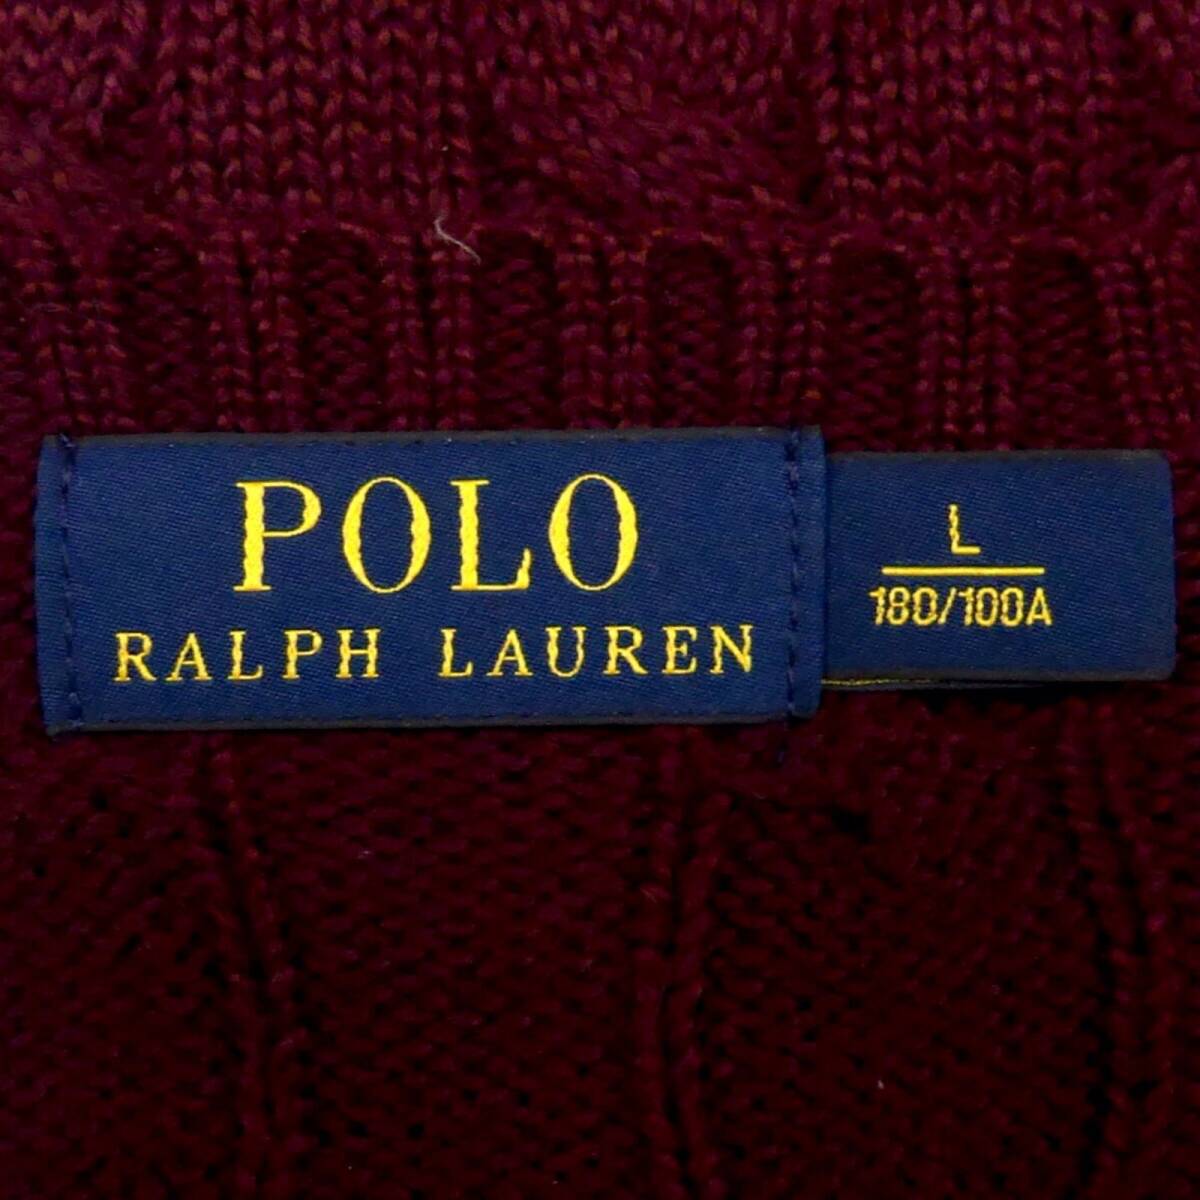 POLO
RALPH LAUREN
L
180/100A